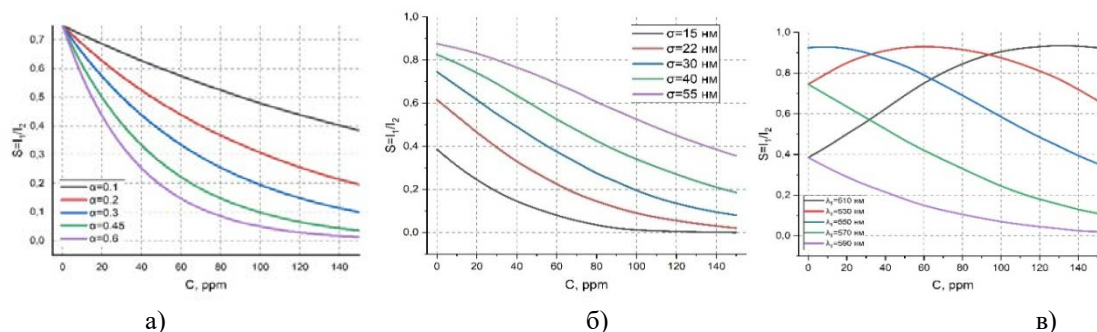 0,7
0,6
0,5
0,4
0,3
0,2
0,1
0,0
S=I₁/I₂
α=0.1
α=0.2
α=0.3
α=0.45
α=0.6
0 20 40 60 80 100 120 140
C, ppm
а)
1,0
0,8
0,6
0,4
0,2
0,0
S=I₁/I₂
σ=15 нм
σ=22 нм
σ=30 нм
σ=40 нм
σ=55 нм
0 20 40 60 80 100 120 140
C, ppm
б)
1,0
0,8
0,6
0,4
0,2
0,0
S=I₁/I₂
=510 нм
=530 нм
=550 нм
=570 нм
=590 нм
0 20 40 60 80 100 120 140
C, ppm
в)